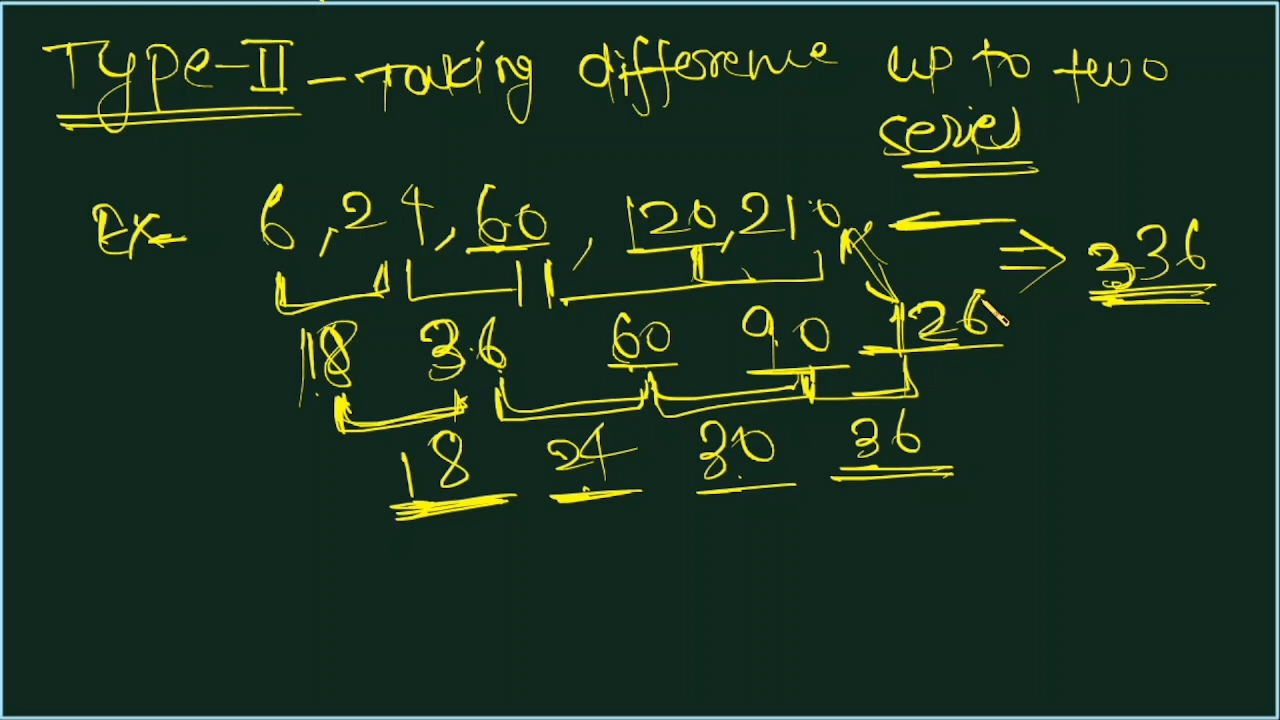 Type-II - Taking difference up to two
series
Ex- 6, 24, 60, 120, 210 ⇒ 336
18 36 60 90 126
18 24 30 36